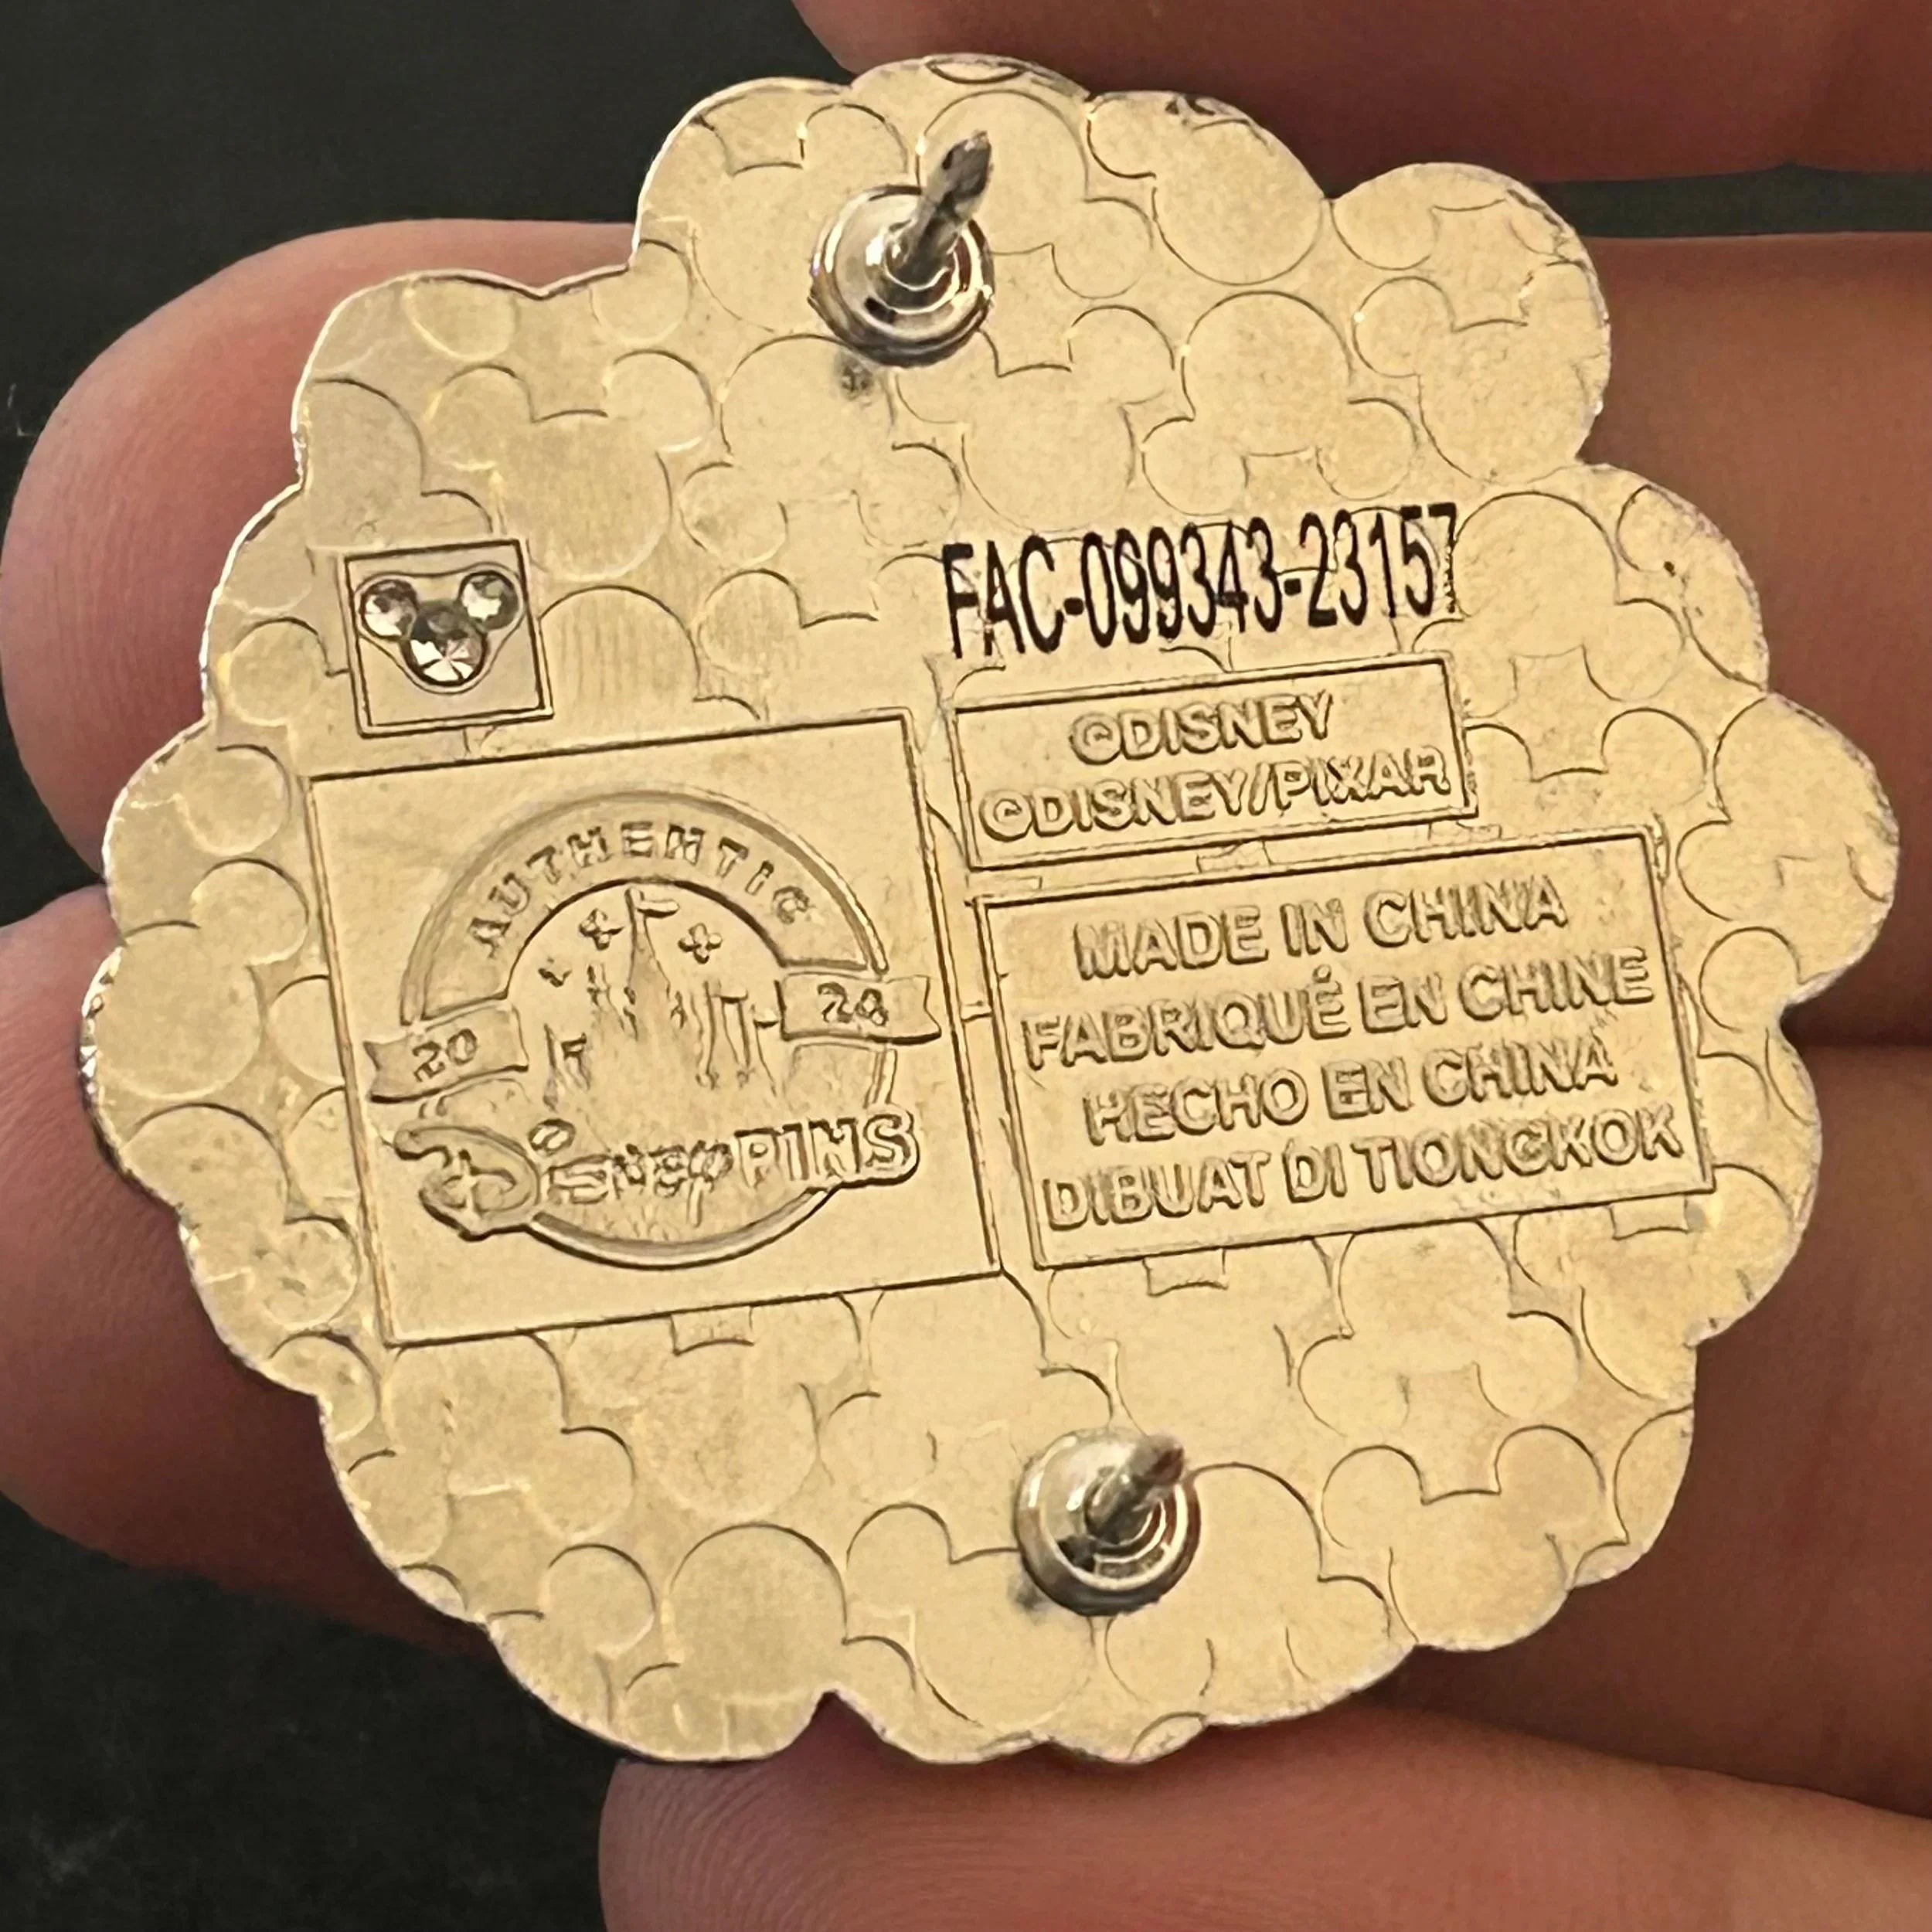 FAC-099343-23157
©DISNEY
©DISNEY/PIXAR
AUTHENTIC
20 24
Disney PINS
MADE IN CHINA
FABRIQUÉ EN CHINE
HECHO EN CHINA
DIBUAT DI TIONGKOK